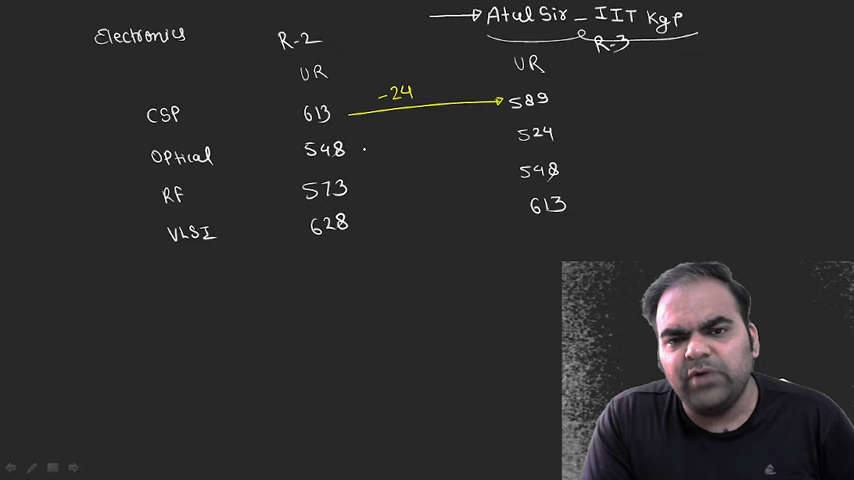 → Atul Sir - IIT Kgp
Electronics R-2 R-3
UR UR
-24
CSP 613 → 589
Optical 548 524
RF 573 548
VLSI 628 613